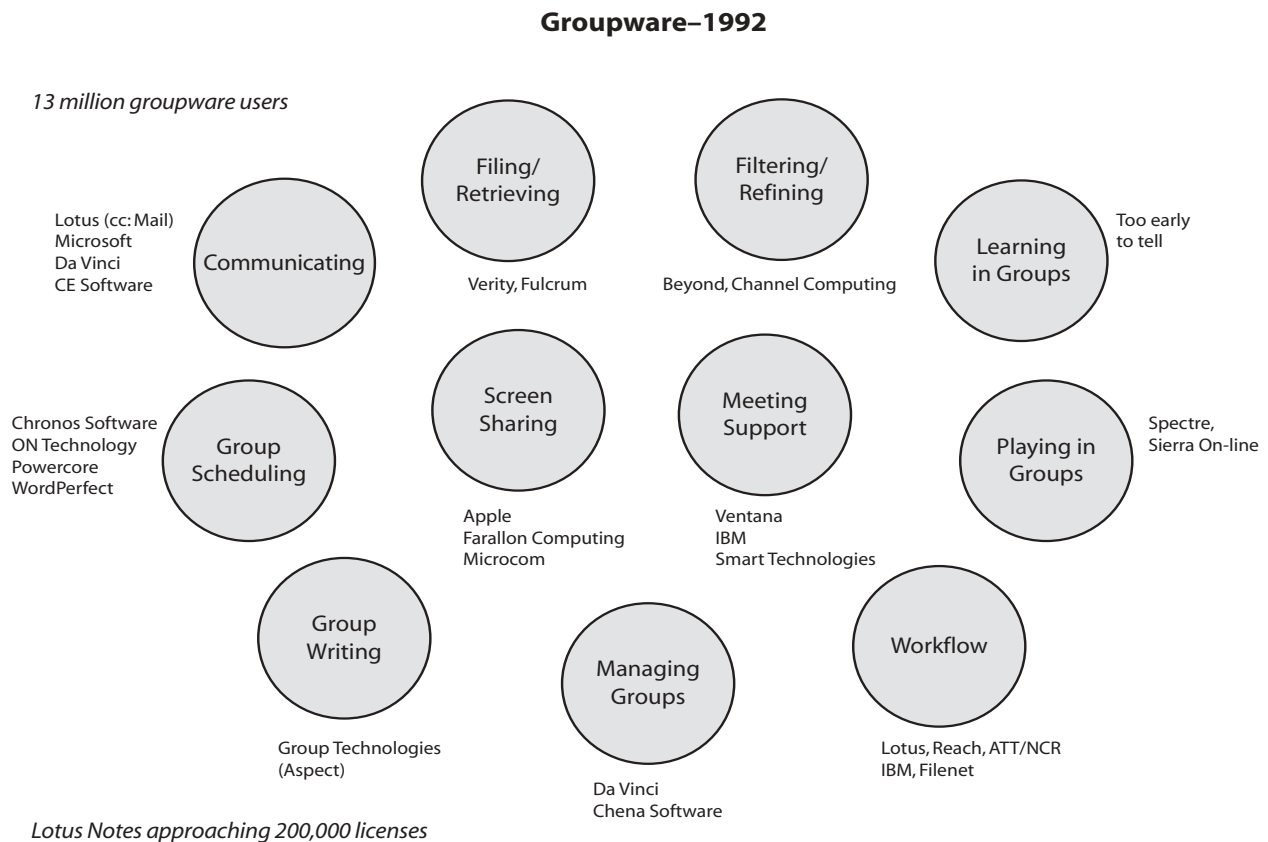 Groupware–1992
13 million groupware users
Filing/
Retrieving
Verity, Fulcrum
Filtering/
Refining
Beyond, Channel Computing
Communicating
Lotus (cc: Mail)
Microsoft
Da Vinci
CE Software
Learning
in Groups
Too early
to tell
Group
Scheduling
Chronos Software
ON Technology
Powercore
WordPerfect
Screen
Sharing
Apple
Farallon Computing
Microcom
Meeting
Support
Ventana
IBM
Smart Technologies
Playing in
Groups
Spectre,
Sierra On-line
Group
Writing
Group Technologies
(Aspect)
Managing
Groups
Da Vinci
Chena Software
Workflow
Lotus, Reach, ATT/NCR
IBM, Filenet
Lotus Notes approaching 200,000 licenses